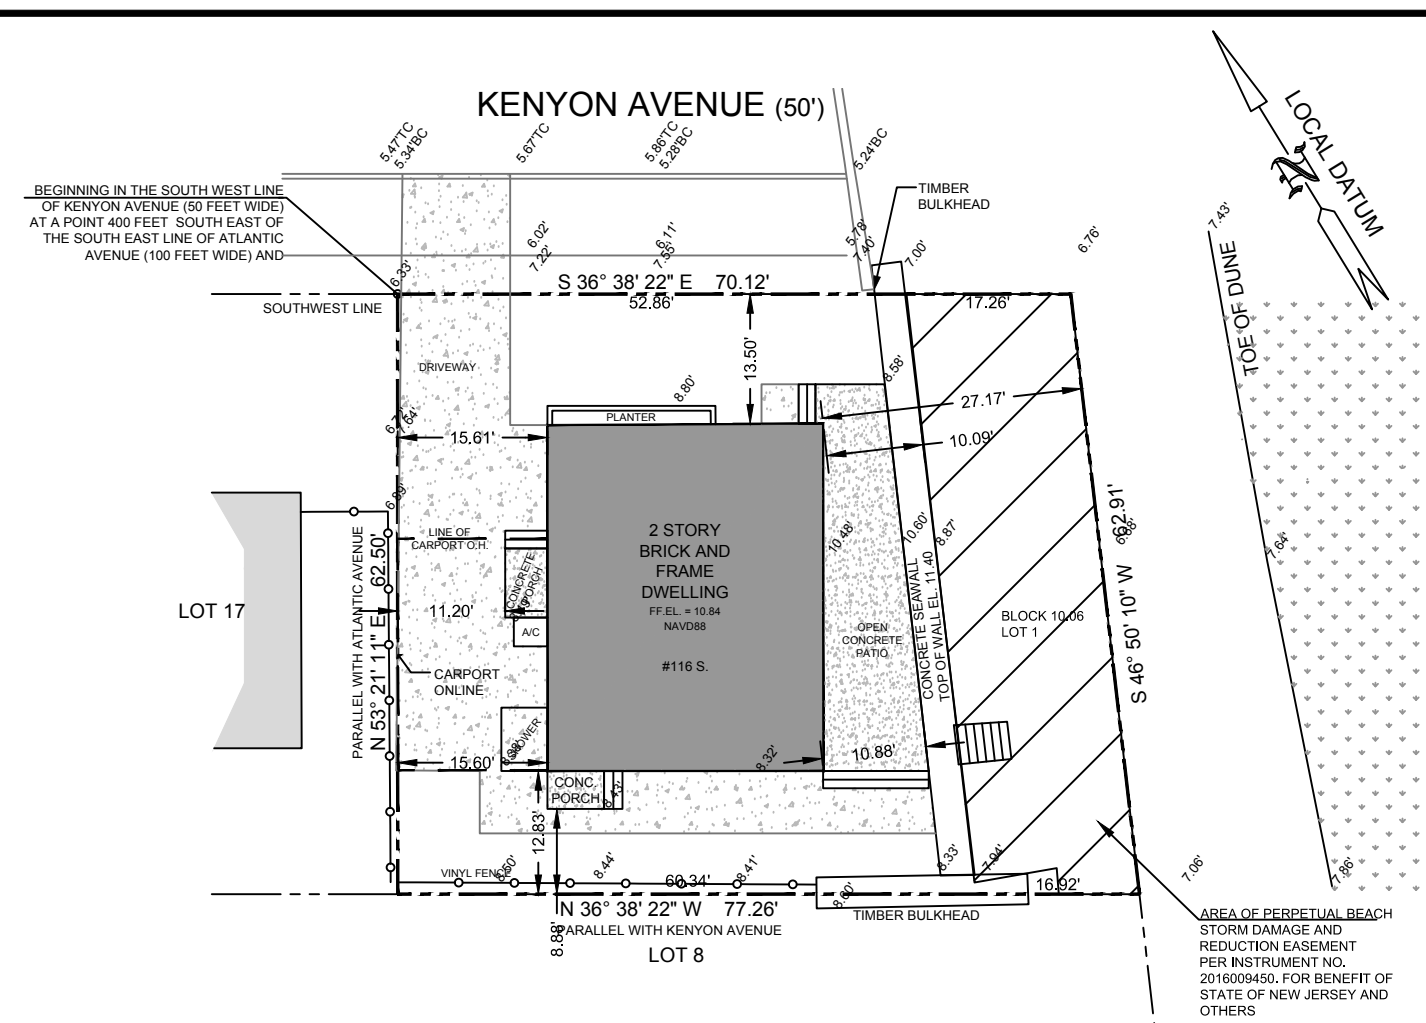 KENYON AVENUE (50')
5.47'TC
5.34'BC
5.67'TC
5.86'TC
5.28'BC
5.24'BC
LOCAL DATUM
N
BEGINNING IN THE SOUTH WEST LINE
OF KENYON AVENUE (50 FEET WIDE)
AT A POINT 400 FEET SOUTH EAST OF
THE SOUTH EAST LINE OF ATLANTIC
AVENUE (100 FEET WIDE) AND
TIMBER
BULKHEAD
6.02'
7.22'
6.11'
7.55'
5.78'
7.40'
7.00'
6.76'
7.43'
6.33'
S 36° 38' 22" E 70.12'
52.86'
17.26'
SOUTHWEST LINE
TOE OF DUNE
13.50'
DRIVEWAY
8.80'
8.58'
PLANTER
27.17'
7.64'
15.61'
10.09'
6.89'
LINE OF
CARPORT O.H.
2 STORY
BRICK AND
FRAME
DWELLING
FF.EL. = 10.84
NAVD88
#116 S.
10.48'
10.60'
8.87'
62.91'
6.88'
7.64'
S 46° 50' 10" W
PARALLEL WITH ATLANTIC AVENUE
N 53° 21' 11" E 62.50'
LOT 17
11.20'
CONCRETE
PORCH
A/C
OPEN
CONCRETE
PATIO
CONCRETE SEAWALL
TOP OF WALL EL. 11.40
BLOCK 10.06
LOT 1
CARPORT
ONLINE
SHOWER
15.60'
8.32'
10.88'
CONC.
PORCH
8.43'
12.83'
VINYL FENCE
8.50'
8.44'
8.41'
60.34'
8.60'
8.33'
7.94'
16.92'
7.06'
7.86'
N 36° 38' 22" W 77.26'
PARALLEL WITH KENYON AVENUE
8.88'
LOT 8
TIMBER BULKHEAD
AREA OF PERPETUAL BEACH
STORM DAMAGE AND
REDUCTION EASEMENT
PER INSTRUMENT NO.
2016009450. FOR BENEFIT OF
STATE OF NEW JERSEY AND
OTHERS